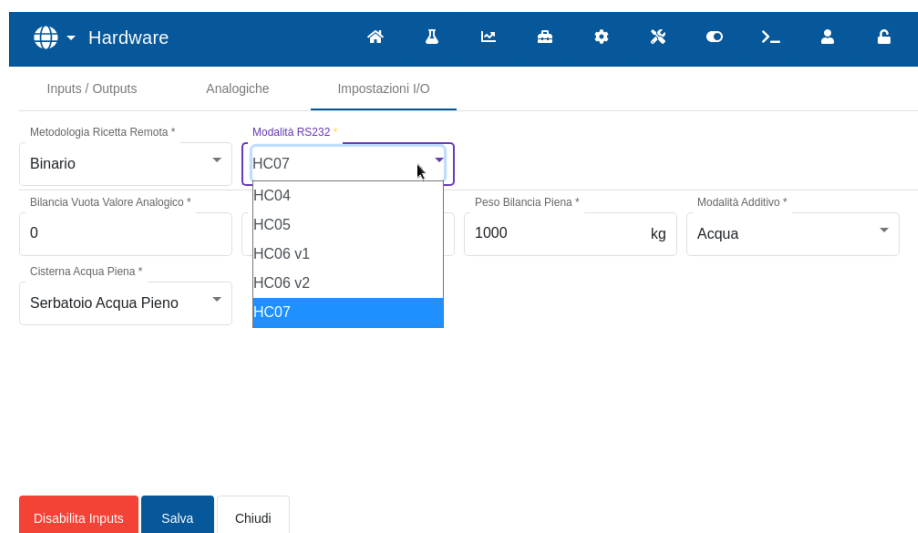 Hardware
Inputs / Outputs
Analogiche
Impostazioni I/O
Metodologia Ricetta Remota *
Modalità RS232 *
Binario
HC07
HC04
HC05
HC06 v1
HC06 v2
HC07
Bilancia Vuota Valore Analogico *
Peso Bilancia Piena *
Modalità Additivo *
0
1000
kg
Acqua
Cisterna Acqua Piena *
Serbatoio Acqua Pieno
Disabilita Inputs
Salva
Chiudi